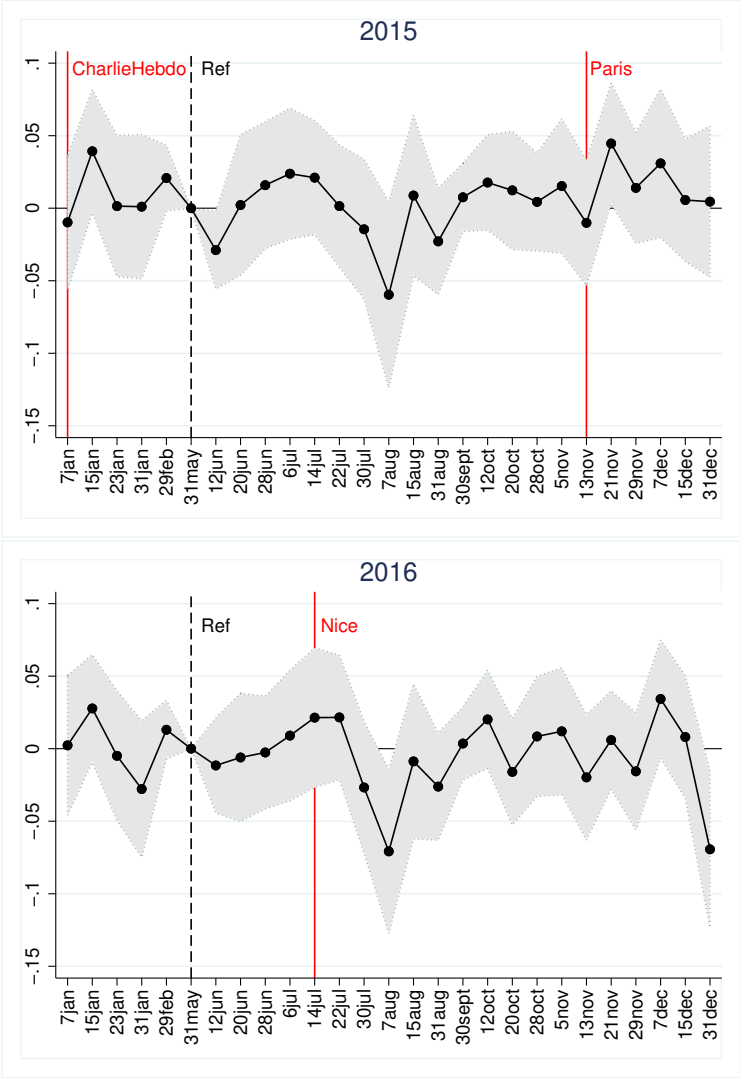 2015
CharlieHebdo
Ref
Paris
.1
.05
0
-.05
-.1
-.15
7jan
15jan
23jan
31jan
29feb
31may
12jun
20jun
28jun
6jul
14jul
22jul
30jul
7aug
15aug
31aug
30sept
12oct
20oct
28oct
5nov
13nov
21nov
29nov
7dec
15dec
31dec
2016
Ref
Nice
.1
.05
0
-.05
-.1
-.15
7jan
15jan
23jan
31jan
29feb
31may
12jun
20jun
28jun
6jul
14jul
22jul
30jul
7aug
15aug
31aug
30sept
12oct
20oct
28oct
5nov
13nov
21nov
29nov
7dec
15dec
31dec